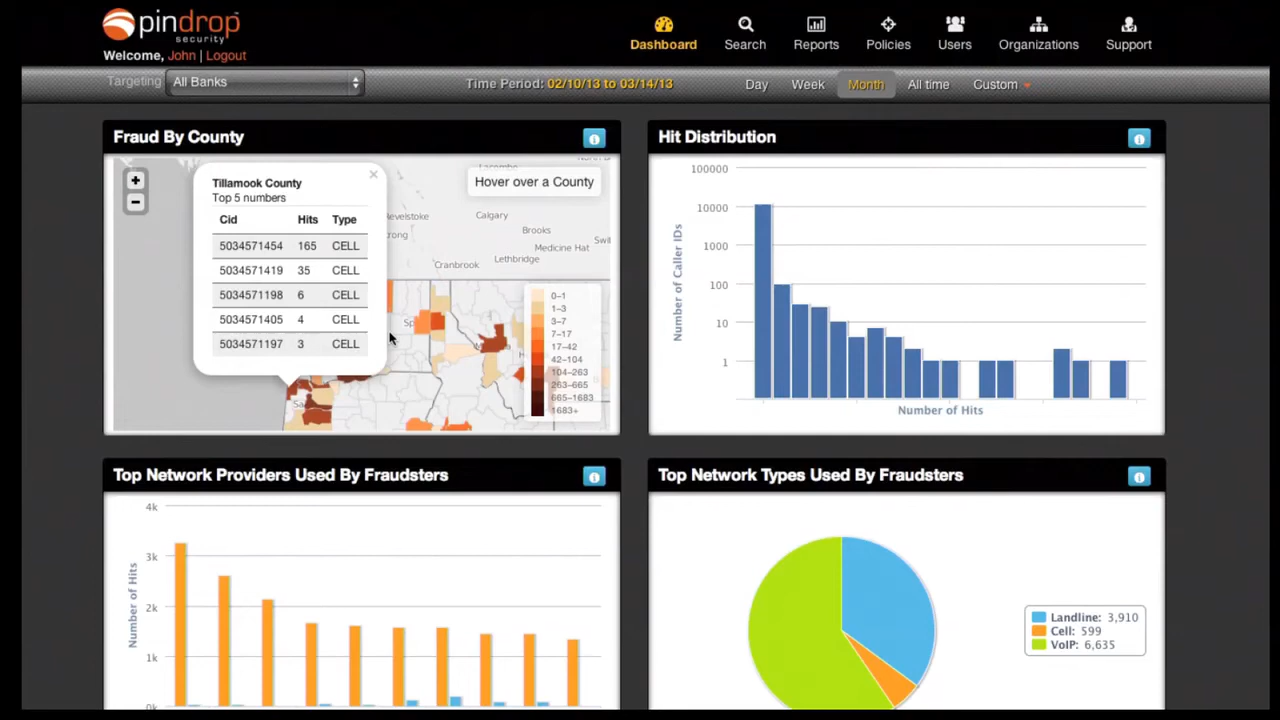 pindrop
security
Welcome, John | Logout
Dashboard
Search
Reports
Policies
Users
Organizations
Support
Targeting
All Banks
Time Period: 02/10/13 to 03/14/13
Day
Week
Month
All time
Custom
Fraud By County
+
−
Tillamook County
×
Top 5 numbers
Cid Hits Type
5034571454 165 CELL
5034571419 35 CELL
5034571198 6 CELL
5034571405 4 CELL
5034571197 3 CELL
Hover over a County
Calgary
Brooks
Medicine Hat
Lethbridge
Cranbrook
0–1
1–3
3–7
7–17
17–42
42–104
104–263
263–665
665–1683
1683+
Hit Distribution
100000
10000
1000
100
10
1
Number of Caller IDs
Number of Hits
Top Network Providers Used By Fraudsters
4k
3k
2k
1k
0k
Number of Hits
Top Network Types Used By Fraudsters
Landline: 3,910
Cell: 599
VoIP: 6,635